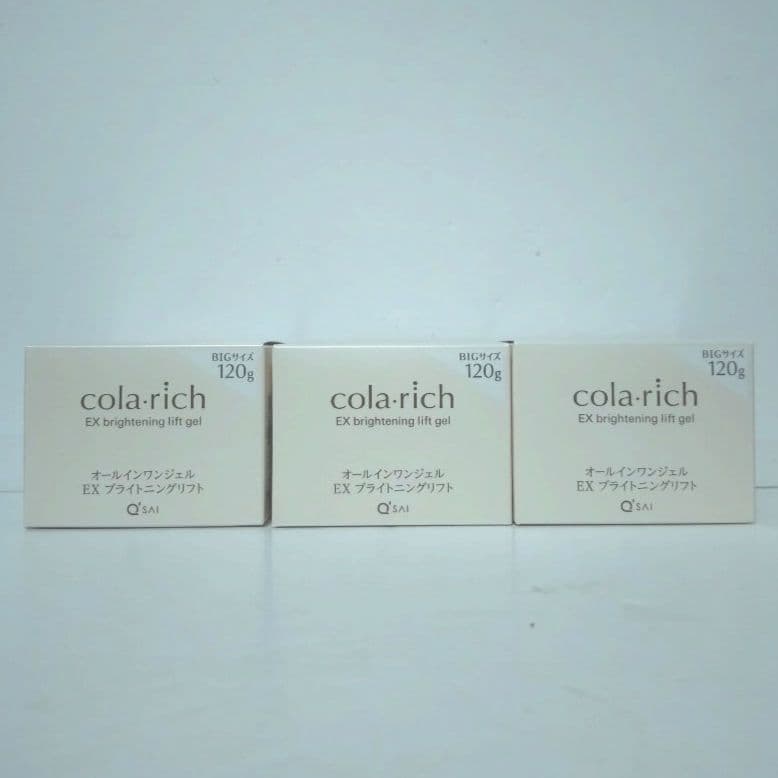 BIGサイズ
120g
cola·rich
EX brightening lift gel
オールインワンジェル
EX ブライトニングリフト
Q'SAI
BIGサイズ
120g
cola·rich
EX brightening lift gel
オールインワンジェル
EX ブライトニングリフト
Q'SAI
BIGサイズ
120g
cola·rich
EX brightening lift gel
オールインワンジェル
EX ブライトニングリフト
Q'SAI